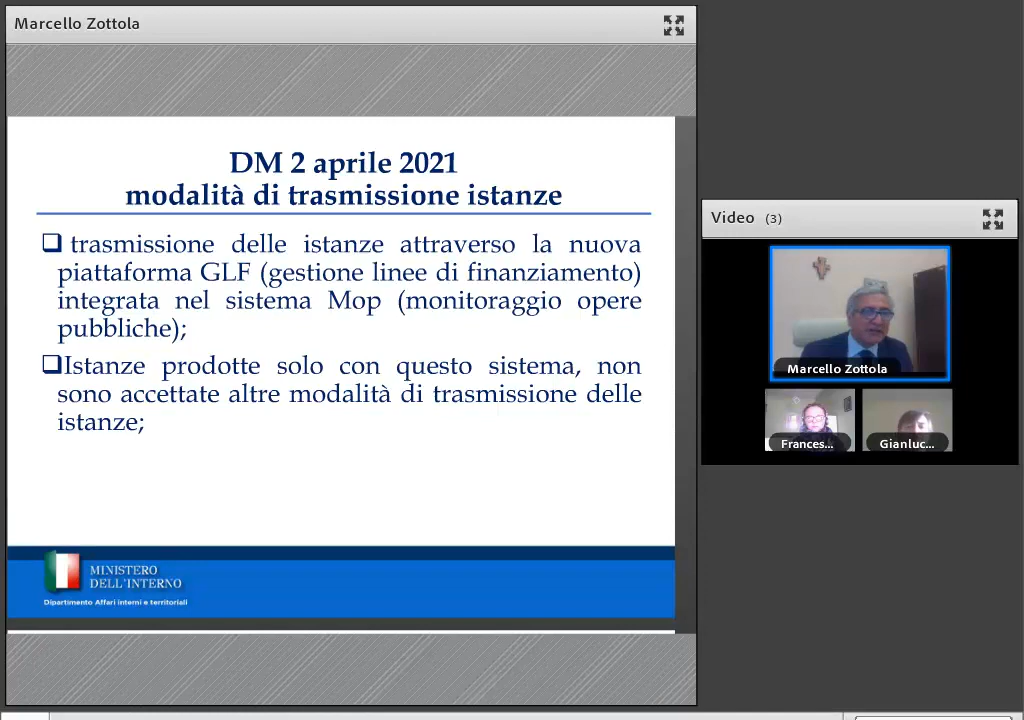 Marcello Zottola
DM 2 aprile 2021
modalità di trasmissione istanze
❑ trasmissione delle istanze attraverso la nuova
piattaforma GLF (gestione linee di finanziamento)
integrata nel sistema Mop (monitoraggio opere
pubbliche);
❑Istanze prodotte solo con questo sistema, non
sono accettate altre modalità di trasmissione delle
istanze;
MINISTERO
DELL'INTERNO
Dipartimento Affari interni e territoriali
Video (3)
Marcello Zottola
Frances...
Gianluc...